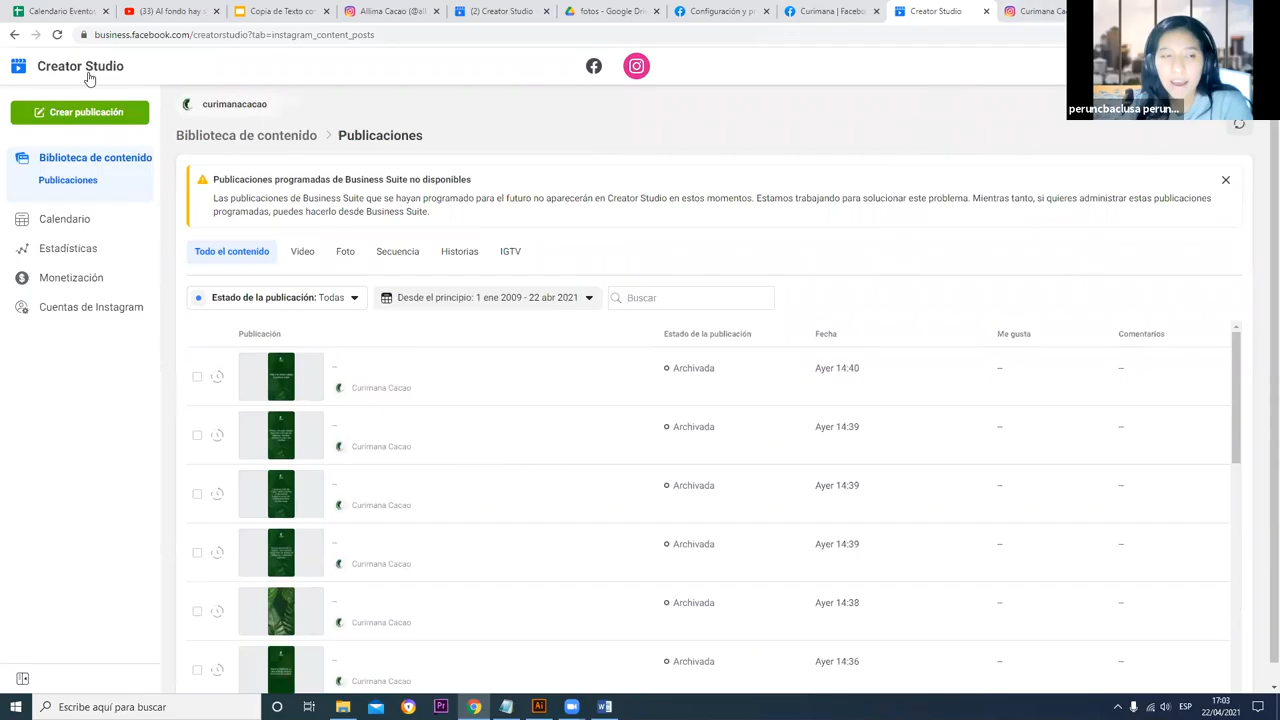 Calendario Evento
(33) Al fondo hay s
Copia de Texto co
Allima Cacao (@all
(2) Creator Studio
fotos - Google Dri
Configuración y p
Curimana | Faceb
Creator Studio
Curimana Cacao
business.facebook.com/creatorstudio?tab=instagram_content_posts
Creator Studio
peruncbaclusa perun...
Crear publicación
curimanacacao
Biblioteca de contenido > Publicaciones
Biblioteca de contenido
Publicaciones
Calendario
Estadísticas
Monetización
Cuentas de Instagram
Publicaciones programadas de Business Suite no disponibles
Las publicaciones de Business Suite que se hayan programado para el futuro no aparecerán en Creator Studio en estos momentos. Estamos trabajando para solucionar este problema. Mientras tanto, si quieres administrar estas publicaciones
programadas, puedes hacerlo desde Business Suite.
Todo el contenido Video Foto Secuencia Historias IGTV
Estado de la publicación: Todas Desde el principio: 1 ene 2009 - 22 abr 2021 Buscar
Publicación Estado de la publicación Fecha Me gusta Comentarios
-- Archivada Ayer 14:40 -- --
Curimana Cacao
-- Archivada Ayer 14:39 -- --
Curimana Cacao
-- Archivada Ayer 14:39 -- --
Curimana Cacao
-- Archivada Ayer 14:39 -- --
Curimana Cacao
-- Archivada Ayer 14:38 -- --
Curimana Cacao
-- Archivada Ayer 14:36 -- --
Curimana Cacao
Escribe aquí para buscar
ESP
17:03
22/04/2021